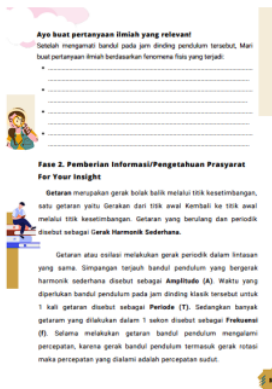 Ayo buat pertanyaan ilmiah yang relevan!
Setelah mengamati bandul pada jam dinding pendulum tersebut, Mari
buat pertanyaan ilmiah berdasarkan fenomena fisis yang terjadi:
Fase 2. Pemberian Informasi/Pengetahuan Prasyarat
For Your Insight
Getaran merupakan gerak bolak balik melalui titik kesetimbangan,
satu getaran yaitu Gerakan dari titik awal Kembali ke titik awal
melalui titik kesetimbangan. Getaran yang berulang dan periodik
disebut sebagai Gerak Harmonik Sederhana.
Getaran atau osilasi melakukan gerak periodik dalam lintasan
yang sama. Simpangan terjauh bandul pendulum yang bergerak
harmonik sederhana disebut sebagai Amplitudo (A). Waktu yang
diperlukan bandul pendulum pada jam dinding klasik tersebut untuk
1 kali getaran disebut sebagai Periode (T). Sedangkan banyak
getaram yang dilakukan dalam 1 sekon disebut sebagai Frekuensi
(f). Selama melakukan getaran bandul pendulum mengalami
percepatan, karena gerak bandul pendulum termasuk gerak rotasi
maka percepatan yang dialami adalah percepatan sudut.